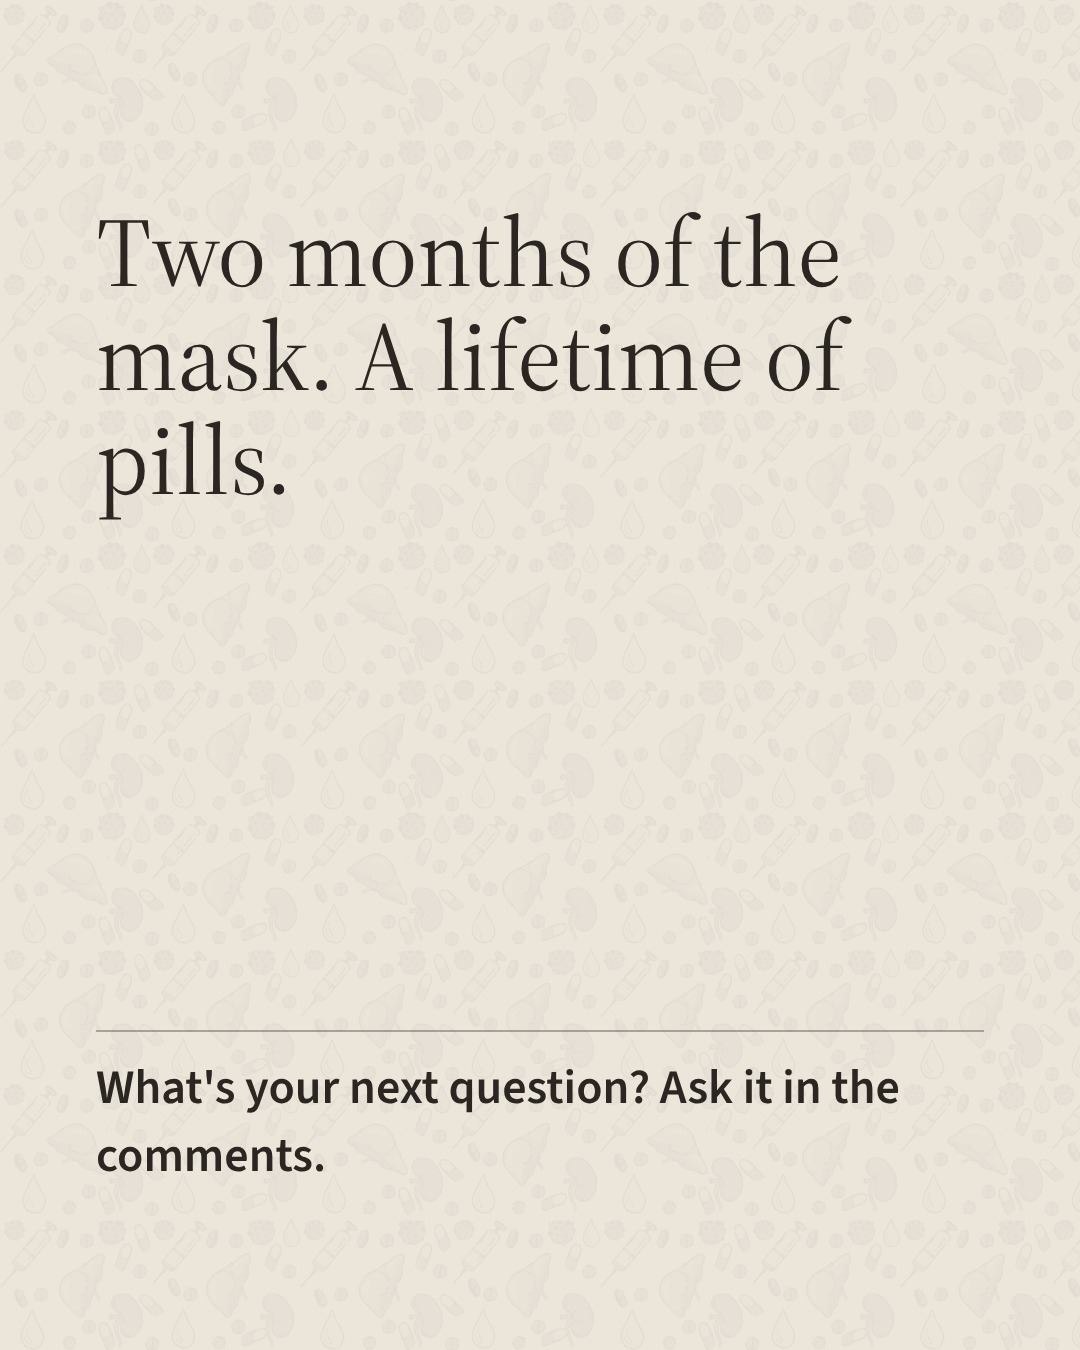 Two months of the
mask. A lifetime of
pills.
What's your next question? Ask it in the
comments.